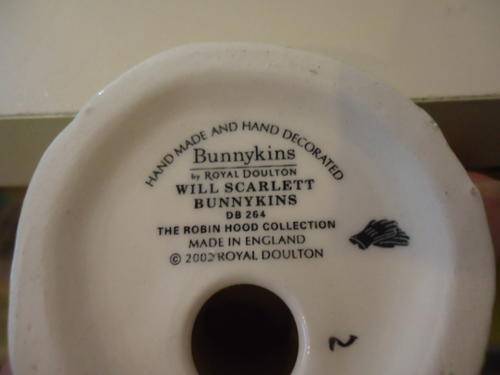 HAND MADE AND HAND DECORATED
Bunnykins
by ROYAL DOULTON
WILL SCARLETT
BUNNYKINS
DB 264
THE ROBIN HOOD COLLECTION
MADE IN ENGLAND
© 2002 ROYAL DOULTON